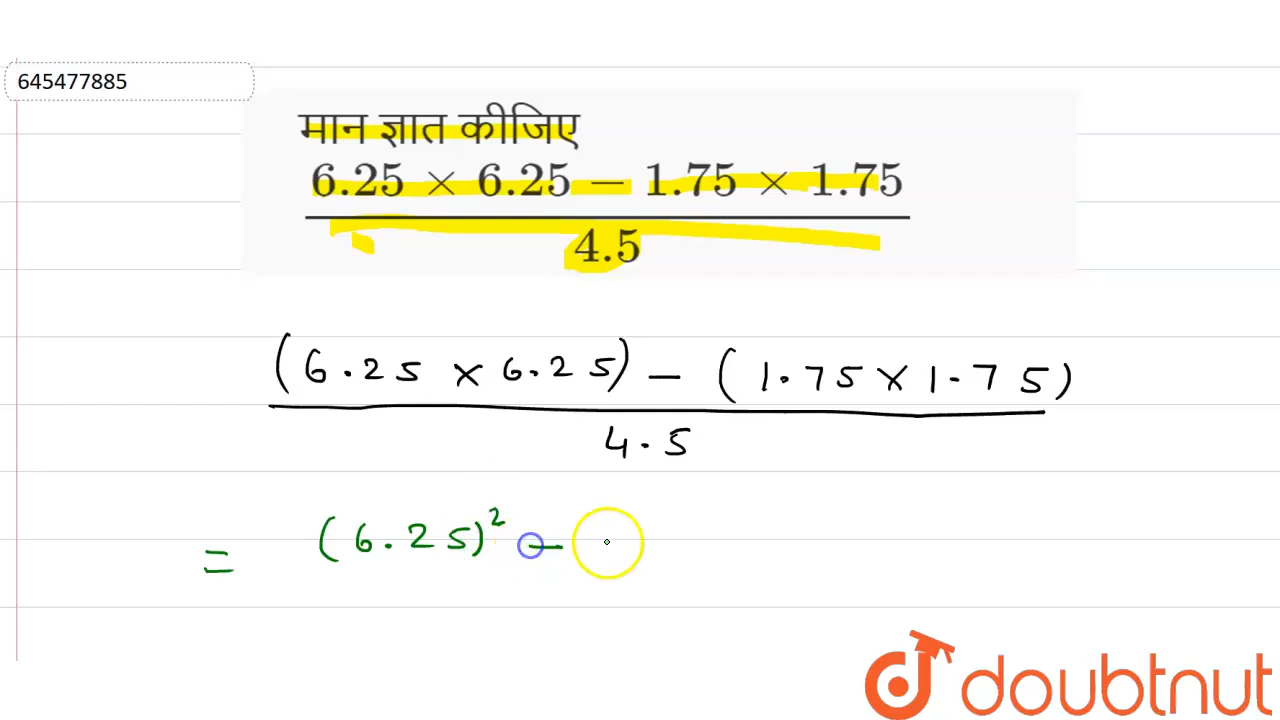 645477885
मान ज्ञात कीजिए
6.25 × 6.25 − 1.75 × 1.75
4.5
(6.25 × 6.25) − (1.75 × 1.75)
4.5
= (6.25)² −
doubtnut